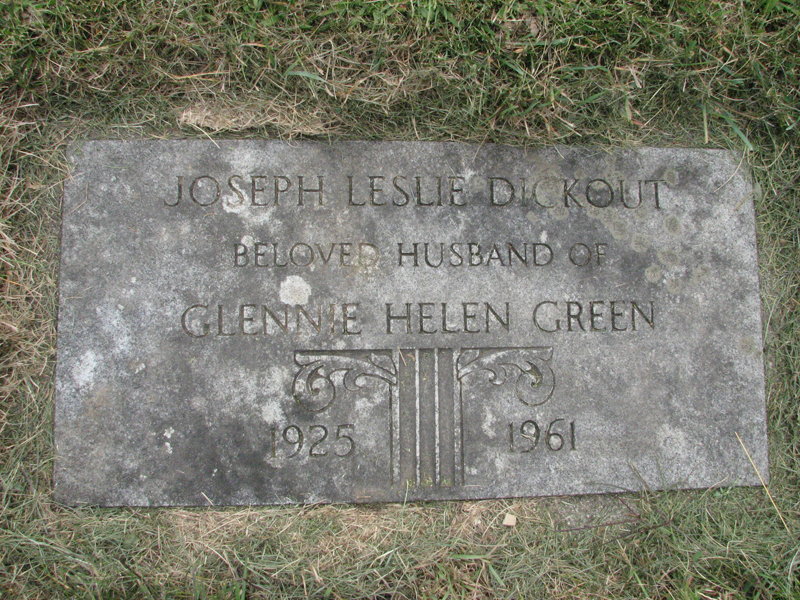 JOSEPH LESLIE DICKOUT
BELOVED HUSBAND OF
GLENNIE HELEN GREEN
1925 1961